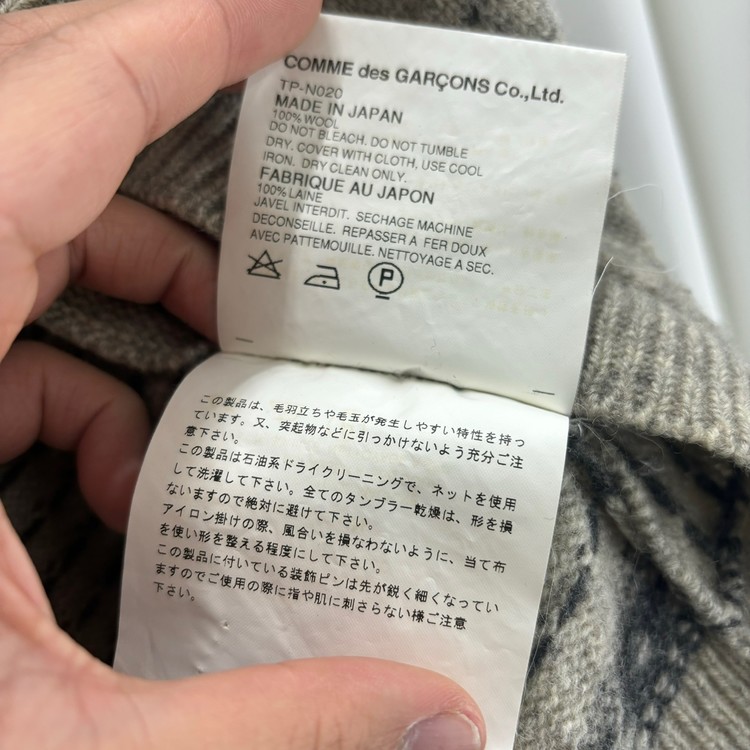 COMME des GARÇONS Co.,Ltd.
TP-N020
MADE IN JAPAN
100% WOOL
DO NOT BLEACH. DO NOT TUMBLE
DRY. COVER WITH CLOTH, USE COOL
IRON. DRY CLEAN ONLY.
FABRIQUE AU JAPON
100% LAINE
JAVEL INTERDIT. SECHAGE MACHINE
DECONSEILLE. REPASSER A FER DOUX
AVEC PATTEMOUILLE. NETTOYAGE A SEC.
P
この製品は、毛羽立ちや毛玉が発生しやすい特性を持っ
ています。又、突起物などに引っかけないよう充分ご注
意下さい。
この製品は石油系ドライクリーニングで、ネットを使用
して洗濯して下さい。全てのタンブラー乾燥は、形を損
ないますので絶対に避けて下さい。
アイロン掛けの際、風合いを損なわないように、当て布
を使い形を整える程度にして下さい。
この製品に付いている装飾ピンは先が鋭く細くなってい
ますのでご使用の際に指や肌に刺さらない様ご注意
下さい。